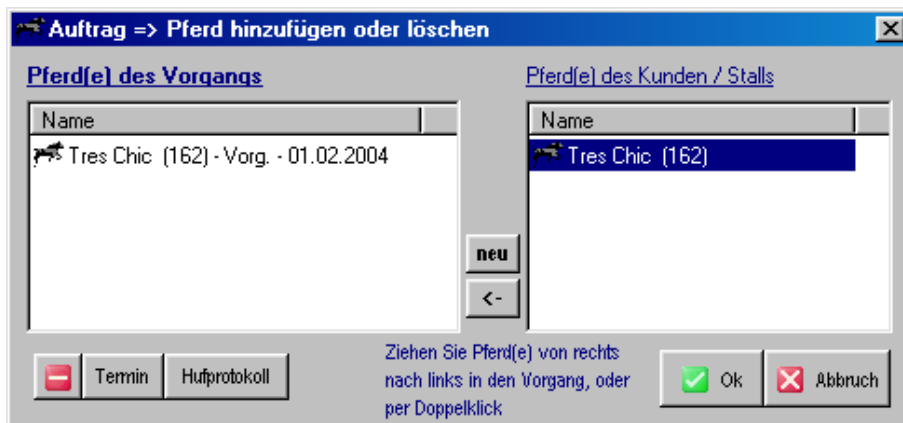 Auftrag => Pferd hinzufügen oder löschen
Pferd(e) des Vorgangs
Pferd(e) des Kunden / Stalls
Name
Name
Tres Chic (162) - Vorg. - 01.02.2004
Tres Chic (162)
neu
<-
Termin
Hufprotokoll
Ziehen Sie Pferd(e) von rechts
nach links in den Vorgang, oder
per Doppelklick
Ok
Abbruch